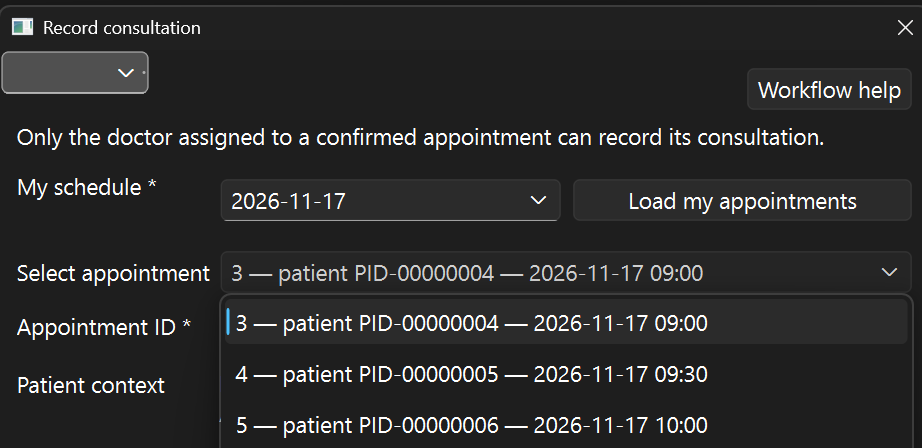 Record consultation
Workflow help
Only the doctor assigned to a confirmed appointment can record its consultation.
My schedule *
2026-11-17
Load my appointments
Select appointment
3 — patient PID-00000004 — 2026-11-17 09:00
Appointment ID *
3 — patient PID-00000004 — 2026-11-17 09:00
4 — patient PID-00000005 — 2026-11-17 09:30
Patient context
5 — patient PID-00000006 — 2026-11-17 10:00